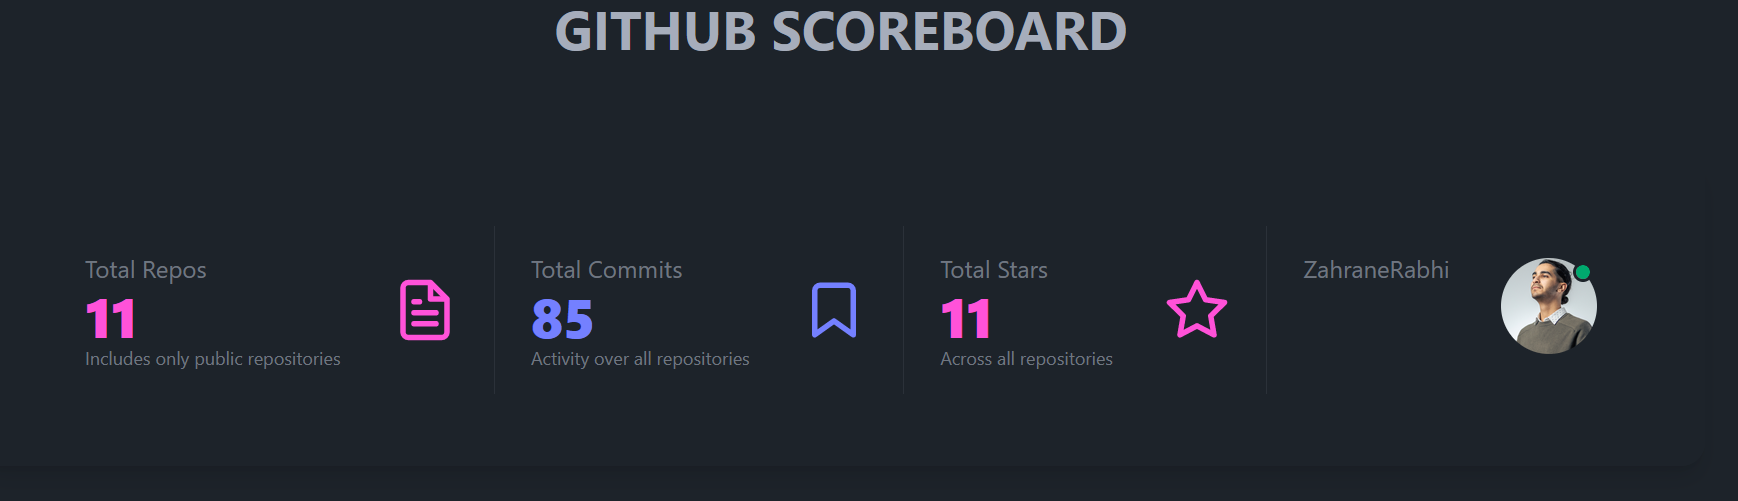 GITHUB SCOREBOARD
Total Repos
11
Includes only public repositories
Total Commits
85
Activity over all repositories
Total Stars
11
Across all repositories
ZahraneRabhi